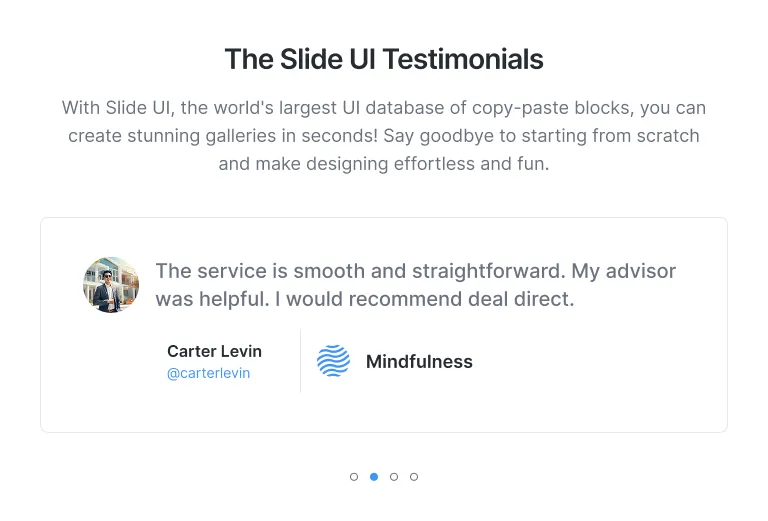 The Slide UI Testimonials
With Slide UI, the world's largest UI database of copy-paste blocks, you can
create stunning galleries in seconds! Say goodbye to starting from scratch
and make designing effortless and fun.
The service is smooth and straightforward. My advisor
was helpful. I would recommend deal direct.
Carter Levin
@carterlevin
Mindfulness